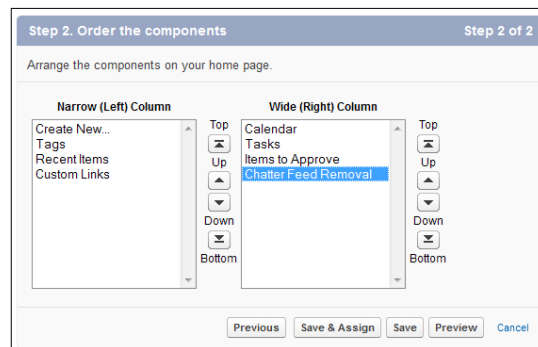 Step 2. Order the components Step 2 of 2
Arrange the components on your home page.
Narrow (Left) Column
Create New...
Tags
Recent Items
Custom Links
Top
Up
Down
Bottom
Wide (Right) Column
Calendar
Tasks
Items to Approve
Chatter Feed Removal
Top
Up
Down
Bottom
Previous Save & Assign Save Preview Cancel